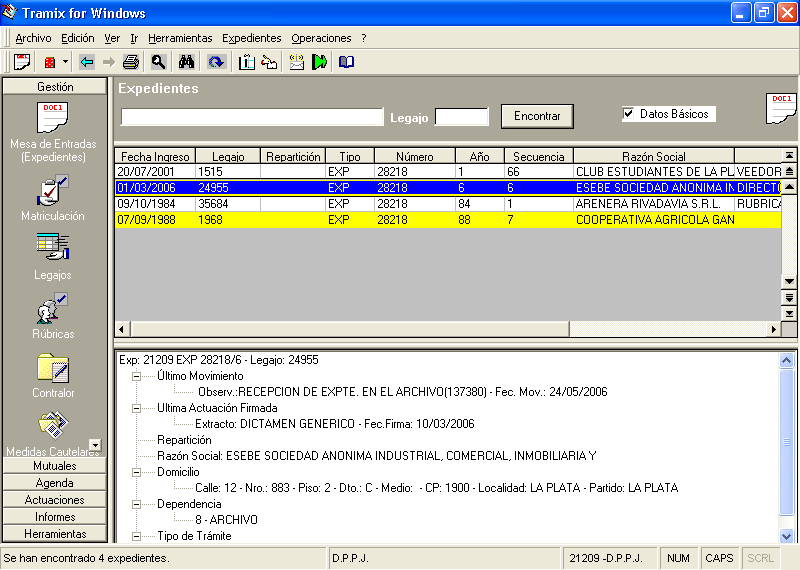 Tramix for Windows
Archivo Edición Ver Ir Herramientas Expedientes Operaciones ?
Gestión
DOC1
Mesa de Entradas
(Expedientes)
Matriculación
Legajos
Rúbricas
Contralor
Medidas Cautelares
Mutuales
Agenda
Actuaciones
Informes
Herramientas
Expedientes
Legajo Encontrar Datos Básicos
DOC1
Fecha Ingreso Legajo Repartición Tipo Número Año Secuencia Razón Social
20/07/2001 1515 EXP 28218 1 66 CLUB ESTUDIANTES DE LA PL VEEDOR
01/03/2006 24955 EXP 28218 6 6 ESEBE SOCIEDAD ANONIMA IN DIRECTO
09/10/1984 35684 EXP 28218 84 1 ARENERA RIVADAVIA S.R.L. RUBRICA
07/09/1988 1968 EXP 28218 88 7 COOPERATIVA AGRICOLA GAN
Exp: 21209 EXP 28218/6 - Legajo: 24955
Último Movimiento
Observ.:RECEPCION DE EXPTE. EN EL ARCHIVO(137380) - Fec. Mov.: 24/05/2006
Ultima Actuación Firmada
Extracto: DICTAMEN GENERICO - Fec.Firma: 10/03/2006
Repartición
Razón Social: ESEBE SOCIEDAD ANONIMA INDUSTRIAL, COMERCIAL, INMOBILIARIA Y
Domicilio
Calle: 12 - Nro.: 883 - Piso: 2 - Dto.: C - Medio: - CP: 1900 - Localidad: LA PLATA - Partido: LA PLATA
Dependencia
8 - ARCHIVO
Tipo de Trámite
Se han encontrado 4 expedientes. D.P.P.J. 21209 -D.P.P.J. NUM CAPS SCRL